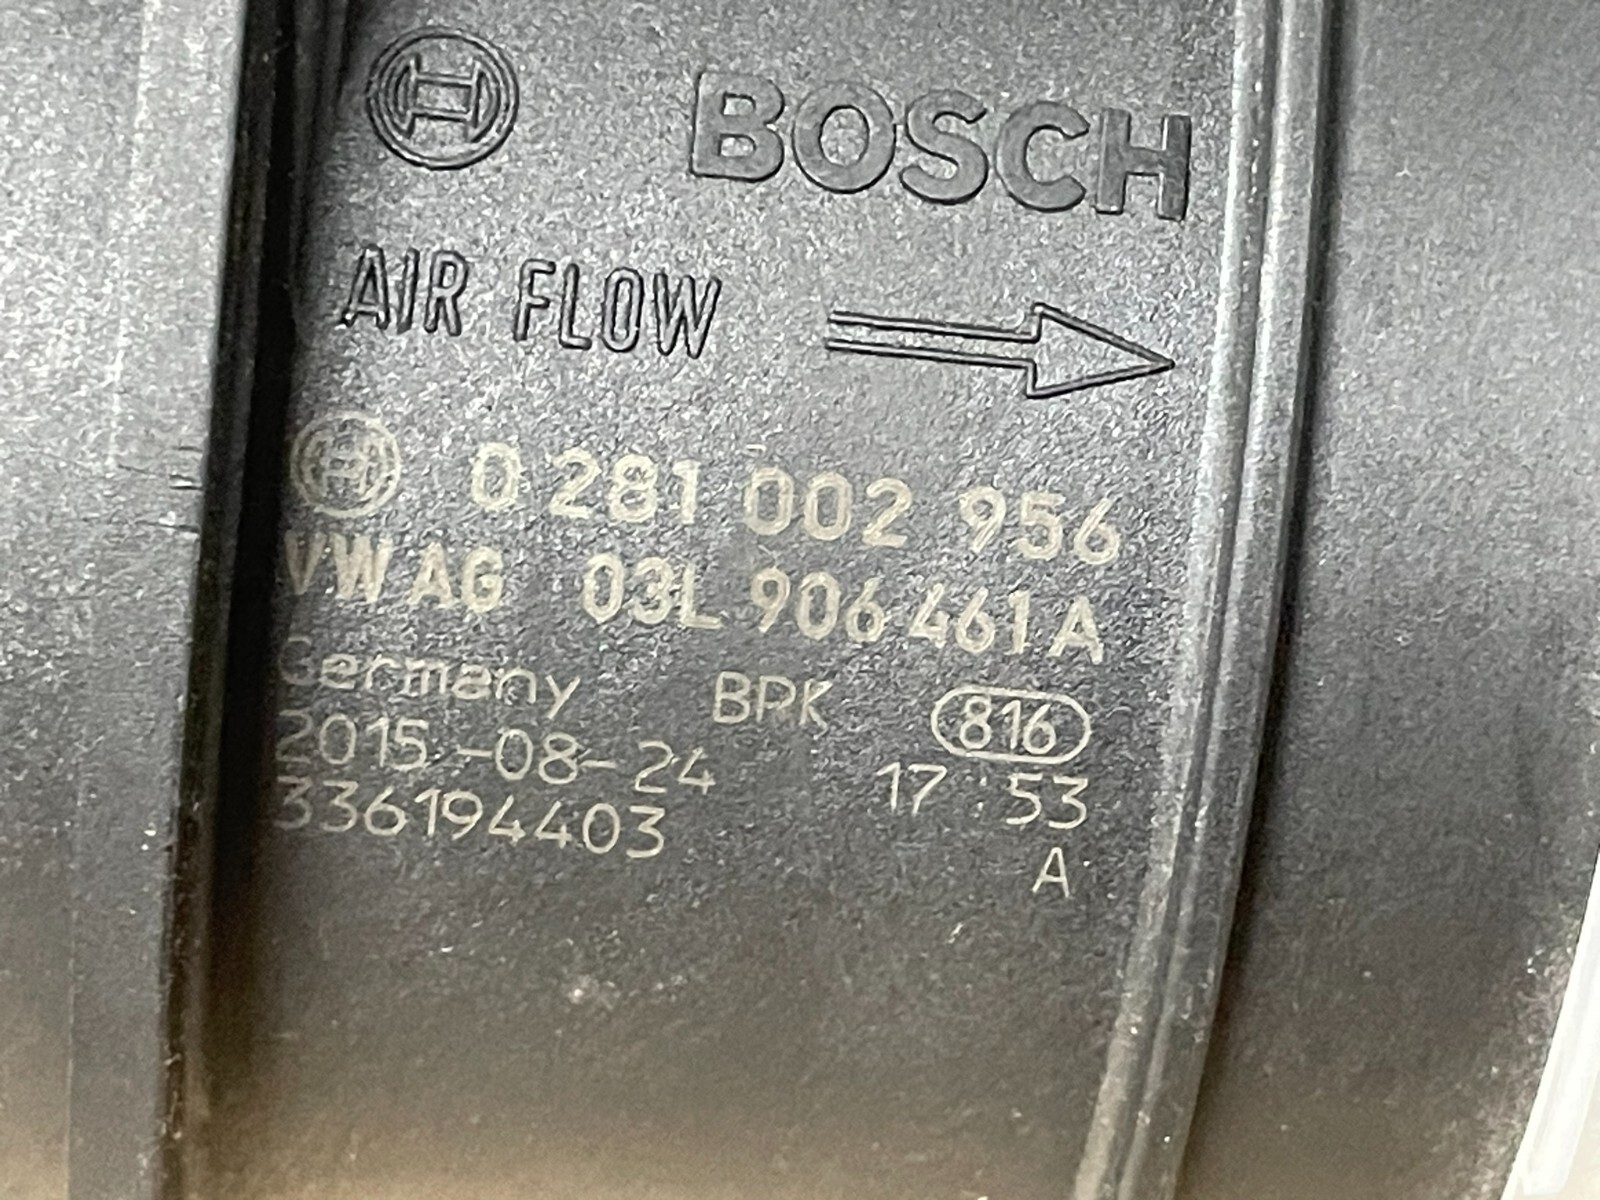 BOSCH
AIR FLOW
0 281 002 956
VW AG 03L 906 461 A
Germany BPK 816
2015-08-24 17:53
336194403 A